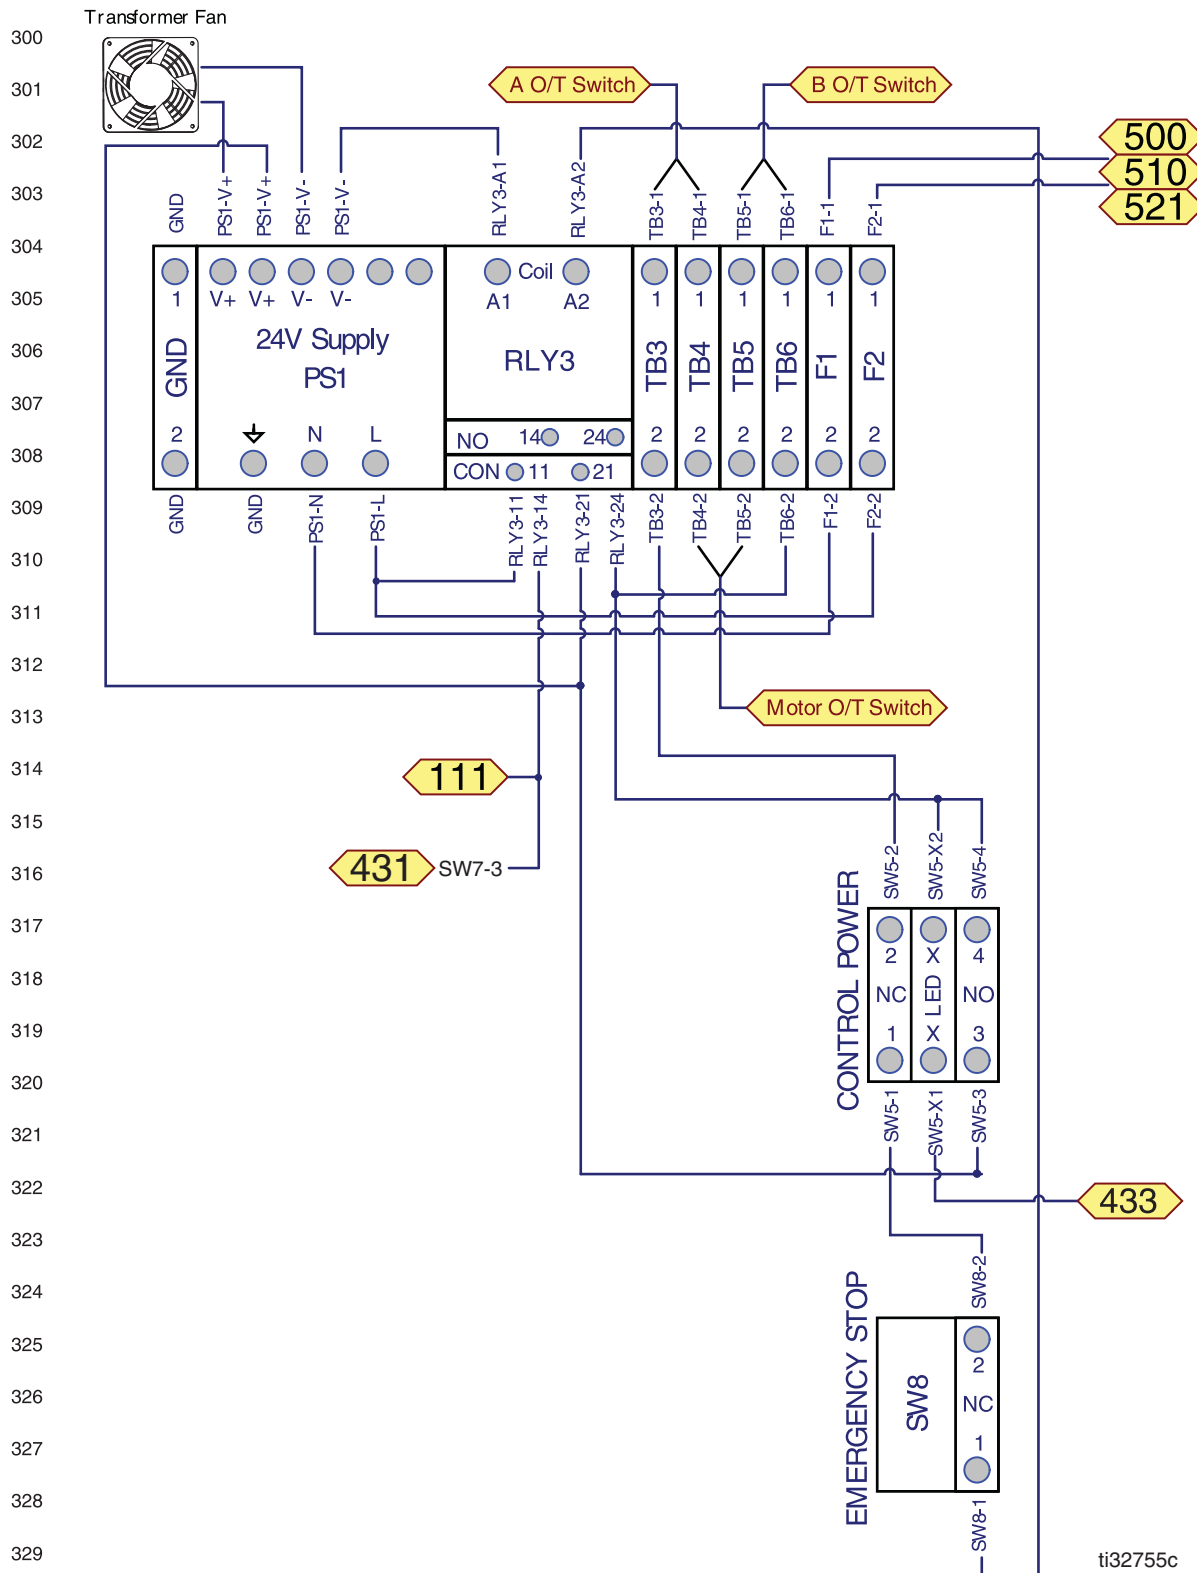 Transformer Fan
300
301
302
303
304
305
306
307
308
309
310
311
312
313
314
315
316
317
318
319
320
321
322
323
324
325
326
327
328
329
A O/T Switch
B O/T Switch
500
510
521
GND
PS1-V+
PS1-V+
PS1-V-
PS1-V-
RLY3-A1
RLY3-A2
TB3-1
TB4-1
TB5-1
TB6-1
F1-1
F2-1
1
V+
V+
V-
V-
Coil
A1
A2
1
1
1
1
1
1
GND
24V Supply
PS1
RLY3
TB3
TB4
TB5
TB6
F1
F2
2
N
L
NO
14
24
CON
11
21
2
2
2
2
2
2
GND
GND
PS1-N
PS1-L
RLY3-11
RLY3-14
RLY3-21
RLY3-24
TB3-2
TB4-2
TB5-2
TB6-2
F1-2
F2-2
Motor O/T Switch
111
431
SW7-3
SW5-2
SW5-X2
SW5-4
CONTROL POWER
2
X
4
NC
LED
NO
1
X
3
SW5-1
SW5-X1
SW5-3
433
SW8-2
EMERGENCY STOP
SW8
2
NC
1
SW8-1
ti32755c